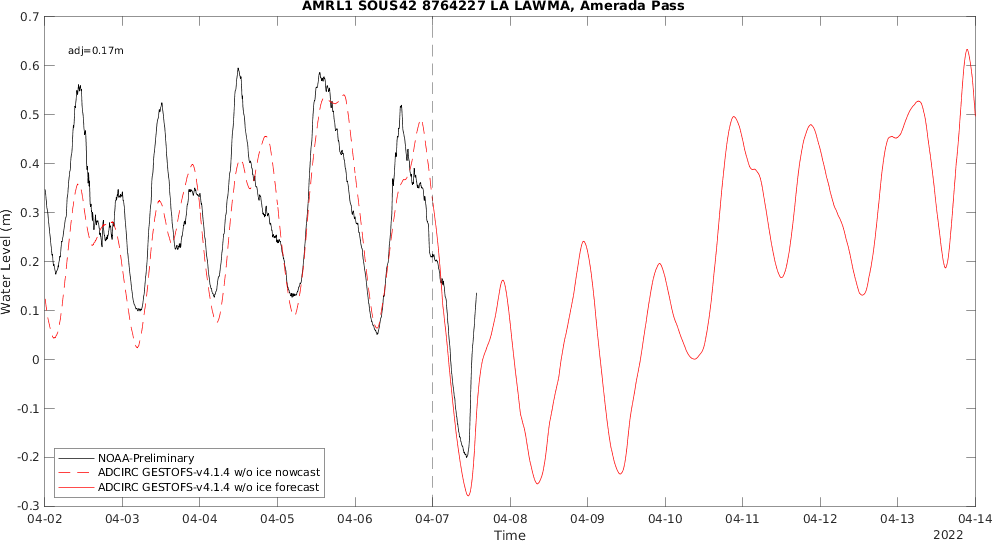 AMRL1 SOUS42 8764227 LA LAWMA, Amerada Pass
adj=0.17m
0.7
0.6
0.5
0.4
0.3
0.2
0.1
0
-0.1
-0.2
-0.3
Water Level (m)
NOAA-Preliminary
ADCIRC GESTOFS-v4.1.4 w/o ice nowcast
ADCIRC GESTOFS-v4.1.4 w/o ice forecast
04-02 04-03 04-04 04-05 04-06 04-07 04-08 04-09 04-10 04-11 04-12 04-13 04-14
Time
2022